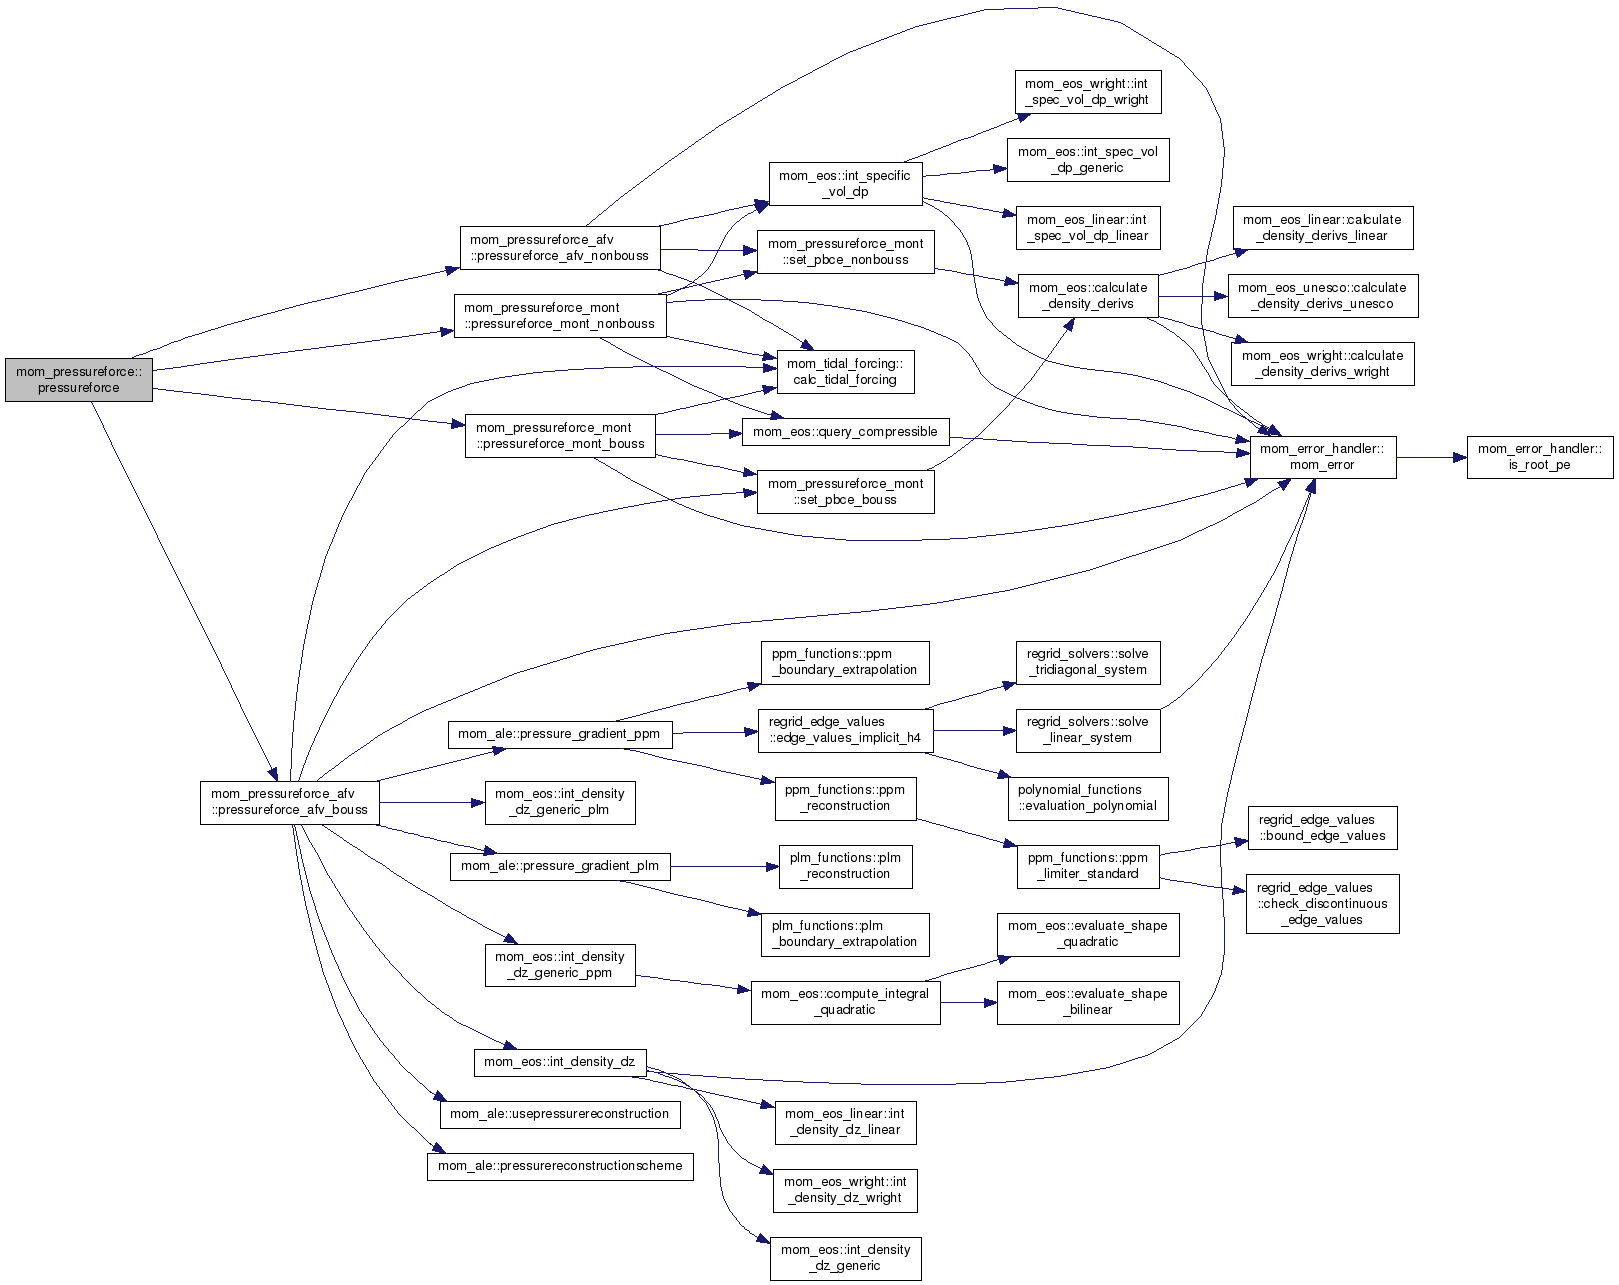 mom_pressureforce::
pressureforce
mom_pressureforce_afv
::pressureforce_afv_nonbouss
mom_pressureforce_mont
::pressureforce_mont_nonbouss
mom_pressureforce_mont
::pressureforce_mont_bouss
mom_pressureforce_afv
::pressureforce_afv_bouss
mom_ale::pressure_gradient_ppm
mom_eos::int_density
_dz_generic_plm
mom_ale::pressure_gradient_plm
mom_eos::int_density
_dz_generic_ppm
mom_eos::int_density_dz
mom_ale::usepressurereconstruction
mom_ale::pressurereconstructionscheme
mom_eos::int_specific
_vol_dp
mom_pressureforce_mont
::set_pbce_nonbouss
mom_tidal_forcing::
calc_tidal_forcing
mom_eos::query_compressible
mom_pressureforce_mont
::set_pbce_bouss
ppm_functions::ppm
_boundary_extrapolation
regrid_edge_values
::edge_values_implicit_h4
ppm_functions::ppm
_reconstruction
plm_functions::plm
_reconstruction
plm_functions::plm
_boundary_extrapolation
mom_eos::compute_integral
_quadratic
mom_eos_linear::int
_density_dz_linear
mom_eos_wright::int
_density_dz_wright
mom_eos::int_density
_dz_generic
mom_eos_wright::int
_spec_vol_dp_wright
mom_eos::int_spec_vol
_dp_generic
mom_eos_linear::int
_spec_vol_dp_linear
mom_eos::calculate
_density_derivs
regrid_solvers::solve
_tridiagonal_system
regrid_solvers::solve
_linear_system
polynomial_functions
::evaluation_polynomial
ppm_functions::ppm
_limiter_standard
mom_eos::evaluate_shape
_quadratic
mom_eos::evaluate_shape
_bilinear
mom_eos_linear::calculate
_density_derivs_linear
mom_eos_unesco::calculate
_density_derivs_unesco
mom_eos_wright::calculate
_density_derivs_wright
mom_error_handler::
mom_error
regrid_edge_values
::bound_edge_values
regrid_edge_values
::check_discontinuous
_edge_values
mom_error_handler::
is_root_pe